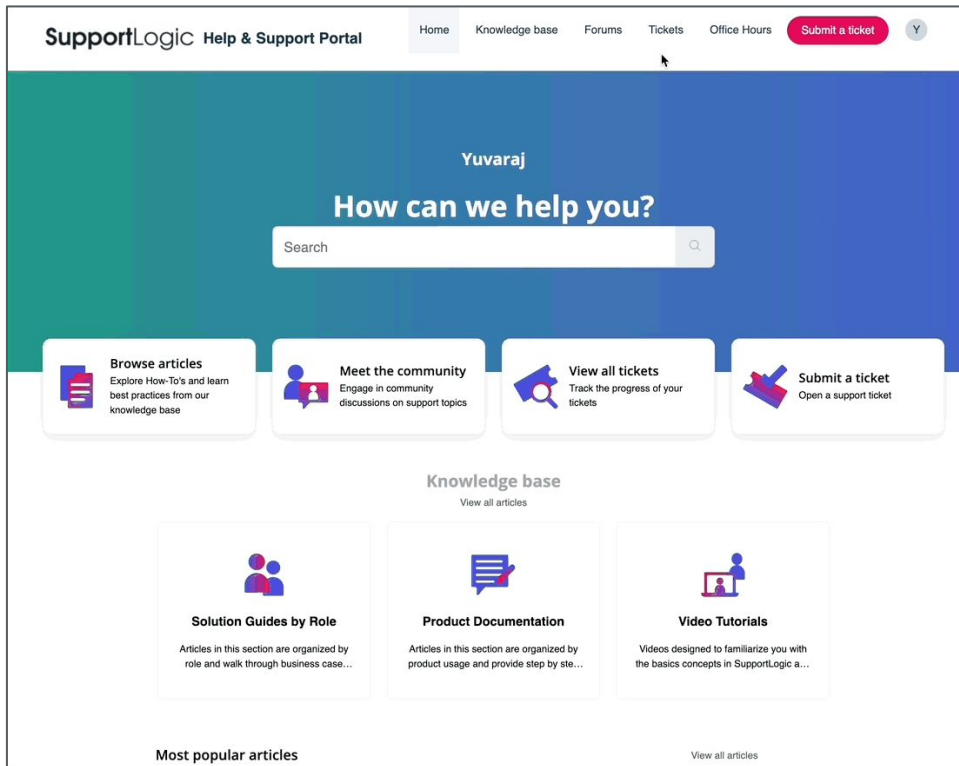 SupportLogic Help & Support Portal
Home Knowledge base Forums Tickets Office Hours Submit a ticket Y
Yuvaraj
How can we help you?
Search
Browse articles
Explore How-To's and learn
best practices from our
knowledge base
Meet the community
Engage in community
discussions on support topics
View all tickets
Track the progress of your
tickets
Submit a ticket
Open a support ticket
Knowledge base
View all articles
Solution Guides by Role
Articles in this section are organized by
role and walk through business case...
Product Documentation
Articles in this section are organized by
product usage and provide step by ste...
Video Tutorials
Videos designed to familiarize you with
the basics concepts in SupportLogic a...
Most popular articles View all articles